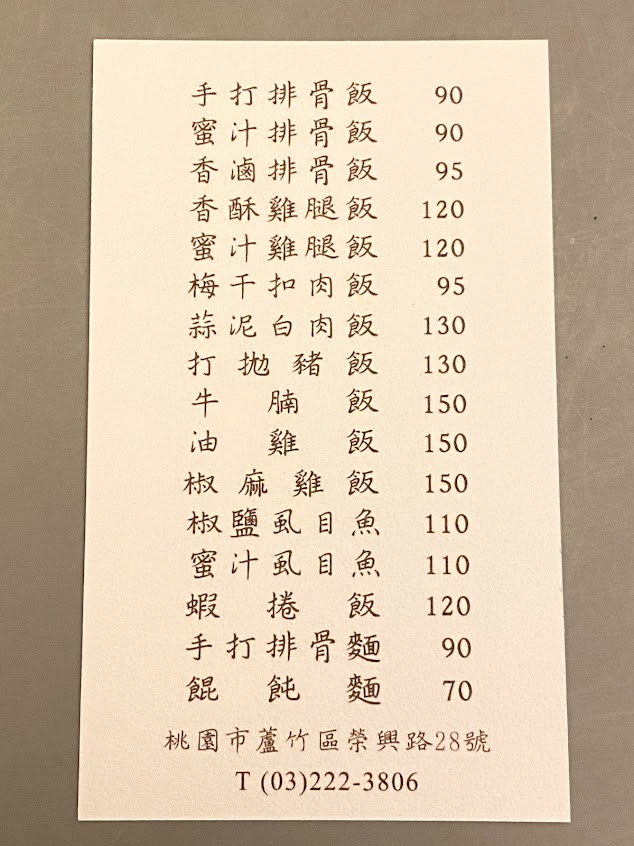 手打排骨飯 90
蜜汁排骨飯 90
香滷排骨飯 95
香酥雞腿飯 120
蜜汁雞腿飯 120
梅干扣肉飯 95
蒜泥白肉飯 130
打拋豬飯 130
牛腩飯 150
油雞飯 150
椒麻雞飯 150
椒鹽虱目魚 110
蜜汁虱目魚 110
蝦捲飯 120
手打排骨麵 90
餛飩麵 70
桃園市蘆竹區榮興路28號
T (03)222-3806